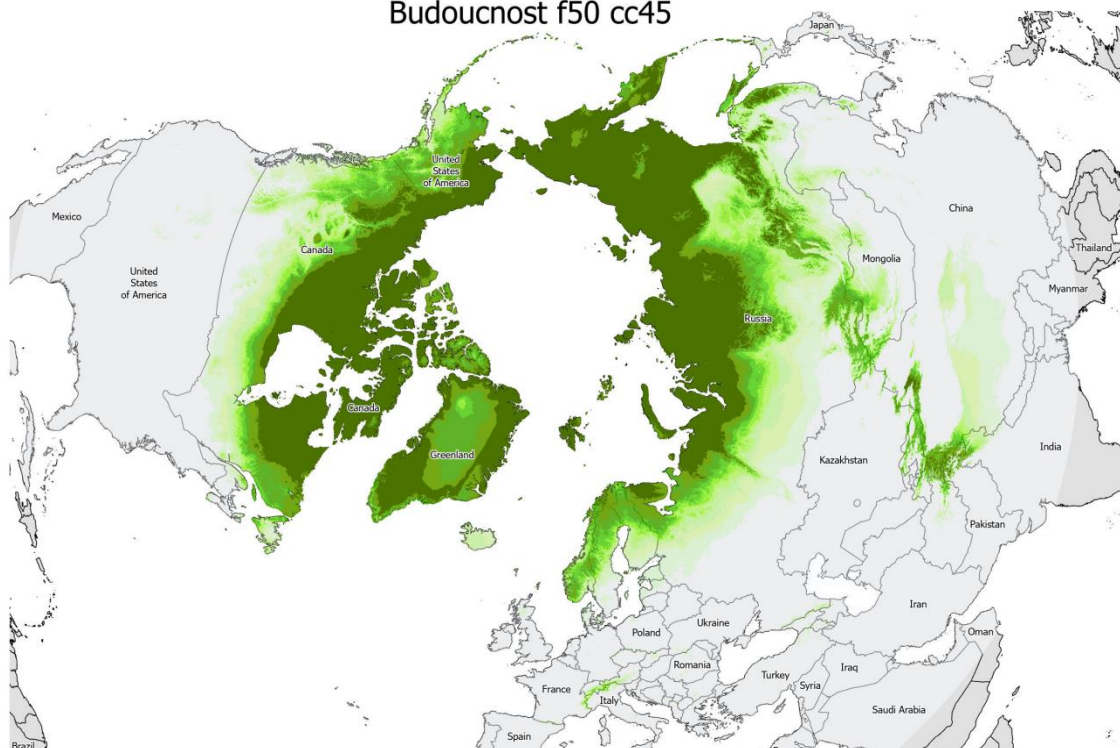 Budoucnost f50 cc45
Japan
United
States
of America
Mexico
China
Canada
Thailand
Mongolia
United
States
of America
Myanmar
Russia
Canada
Greenland
India
Kazakhstan
Pakistan
Iran
Ukraine
Poland
Oman
Romania
Iraq
Turkey
Syria
France
Italy
Saudi Arabia
Spain
Brazil